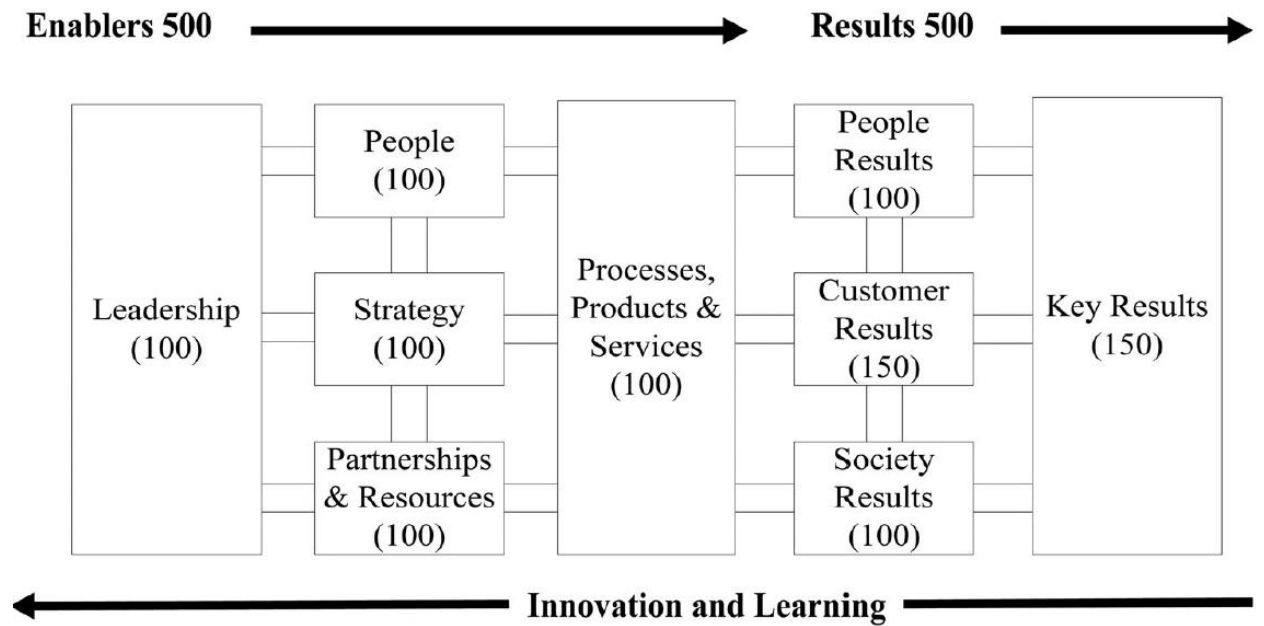 Enablers 500
Results 500
Leadership
(100)
People
(100)
Strategy
(100)
Partnerships
& Resources
(100)
Processes,
Products &
Services
(100)
People
Results
(100)
Customer
Results
(150)
Society
Results
(100)
Key Results
(150)
Innovation and Learning